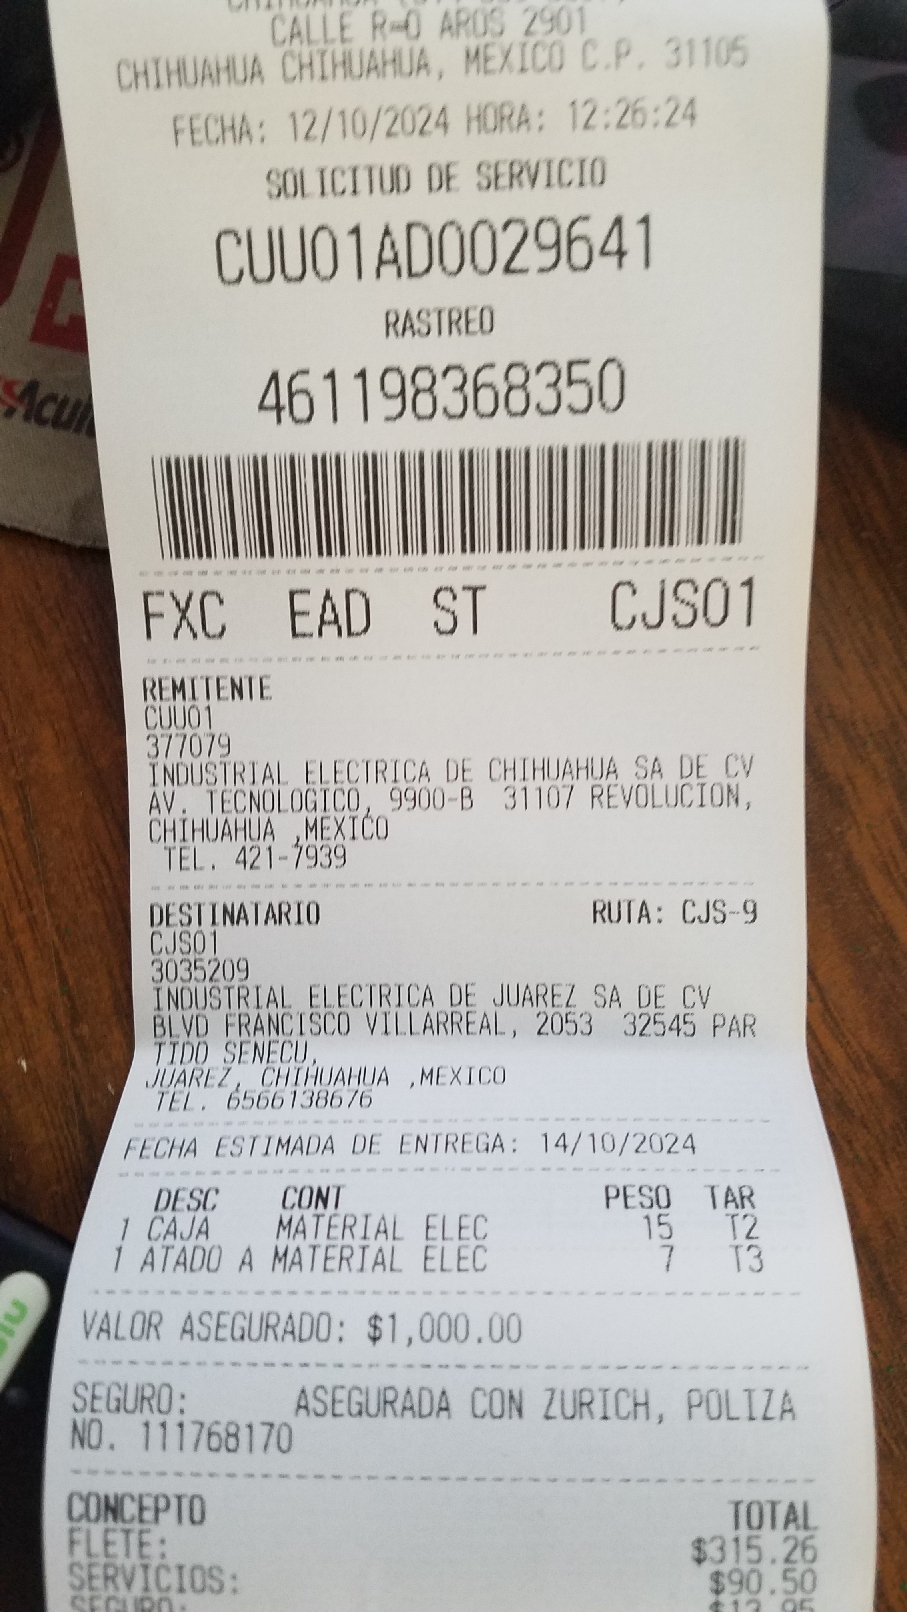 CALLE R=O AROS 2901
CHIHUAHUA CHIHUAHUA, MEXICO C.P. 31105
FECHA: 12/10/2024 HORA: 12:26:24
SOLICITUD DE SERVICIO
CUU01AD0029641
RASTREO
461198368350
FXC EAD ST CJS01
REMITENTE
CUU01
377079
INDUSTRIAL ELECTRICA DE CHIHUAHUA SA DE CV
AV. TECNOLOGICO, 9900-B 31107 REVOLUCION,
CHIHUAHUA ,MEXICO
TEL. 421-7939
DESTINATARIO RUTA: CJS-9
CJS01
3035209
INDUSTRIAL ELECTRICA DE JUAREZ SA DE CV
BLVD FRANCISCO VILLARREAL, 2053 32545 PAR
TIDO SENECU,
JUAREZ, CHIHUAHUA ,MEXICO
TEL. 6566138676
FECHA ESTIMADA DE ENTREGA: 14/10/2024
DESC CONT PESO TAR
1 CAJA MATERIAL ELEC 15 T2
1 ATADO A MATERIAL ELEC 7 T3
VALOR ASEGURADO: $1,000.00
SEGURO: ASEGURADA CON ZURICH, POLIZA
NO. 111768170
CONCEPTO TOTAL
FLETE: $315.26
SERVICIOS: $90.50
SEGURO: